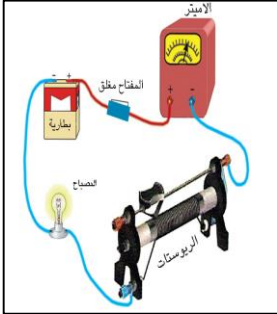 الاميتر
- +
المفتاح مغلق
بطارية
+ -
المصباح
الريوستات